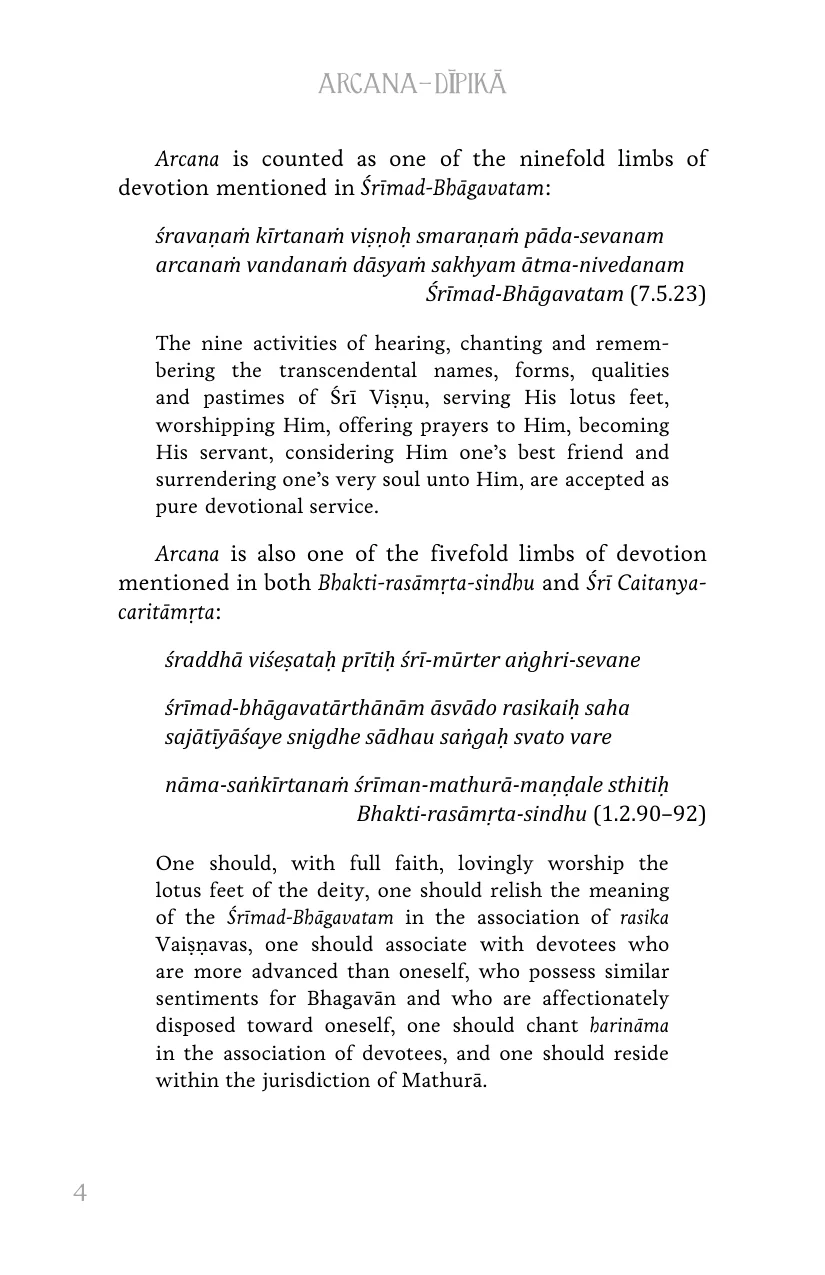 ARCANA–DĪPIKĀ
Arcana is counted as one of the ninefold limbs of
devotion mentioned in Śrīmad-Bhāgavatam:
śravaṇaṁ kīrtanaṁ viṣṇoḥ smaraṇaṁ pāda-sevanam
arcanaṁ vandanaṁ dāsyaṁ sakhyam ātma-nivedanam
Śrīmad-Bhāgavatam (7.5.23)
The nine activities of hearing, chanting and remem-
bering the transcendental names, forms, qualities
and pastimes of Śrī Viṣṇu, serving His lotus feet,
worshipping Him, offering prayers to Him, becoming
His servant, considering Him one’s best friend and
surrendering one’s very soul unto Him, are accepted as
pure devotional service.
Arcana is also one of the fivefold limbs of devotion
mentioned in both Bhakti-rasāmṛta-sindhu and Śrī Caitanya-
caritāmṛta:
śraddhā viśeṣataḥ prītiḥ śrī-mūrter aṅghri-sevane
śrīmad-bhāgavatārthānām āsvādo rasikaiḥ saha
sajātīyāśaye snigdhe sādhau saṅgaḥ svato vare
nāma-saṅkīrtanaṁ śrīman-mathurā-maṇḍale sthitiḥ
Bhakti-rasāmṛta-sindhu (1.2.90–92)
One should, with full faith, lovingly worship the
lotus feet of the deity, one should relish the meaning
of the Śrīmad-Bhāgavatam in the association of rasika
Vaiṣṇavas, one should associate with devotees who
are more advanced than oneself, who possess similar
sentiments for Bhagavān and who are affectionately
disposed toward oneself, one should chant harināma
in the association of devotees, and one should reside
within the jurisdiction of Mathurā.
4